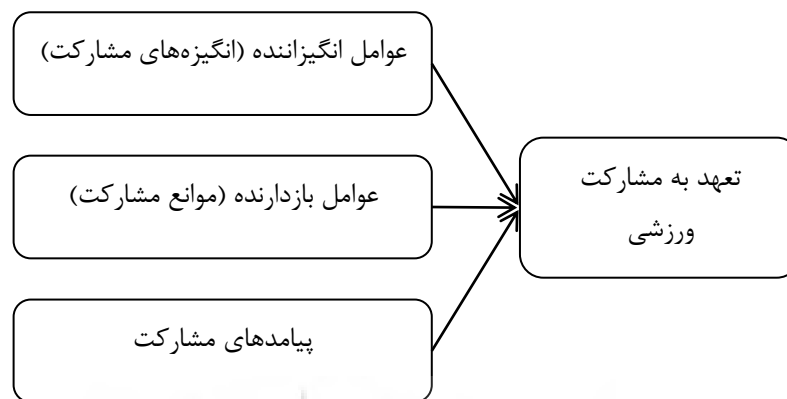 عوامل انگیزاننده (انگیزه‌های مشارکت)
عوامل بازدارنده (موانع مشارکت)
پیامدهای مشارکت
تعهد به مشارکت
ورزشی